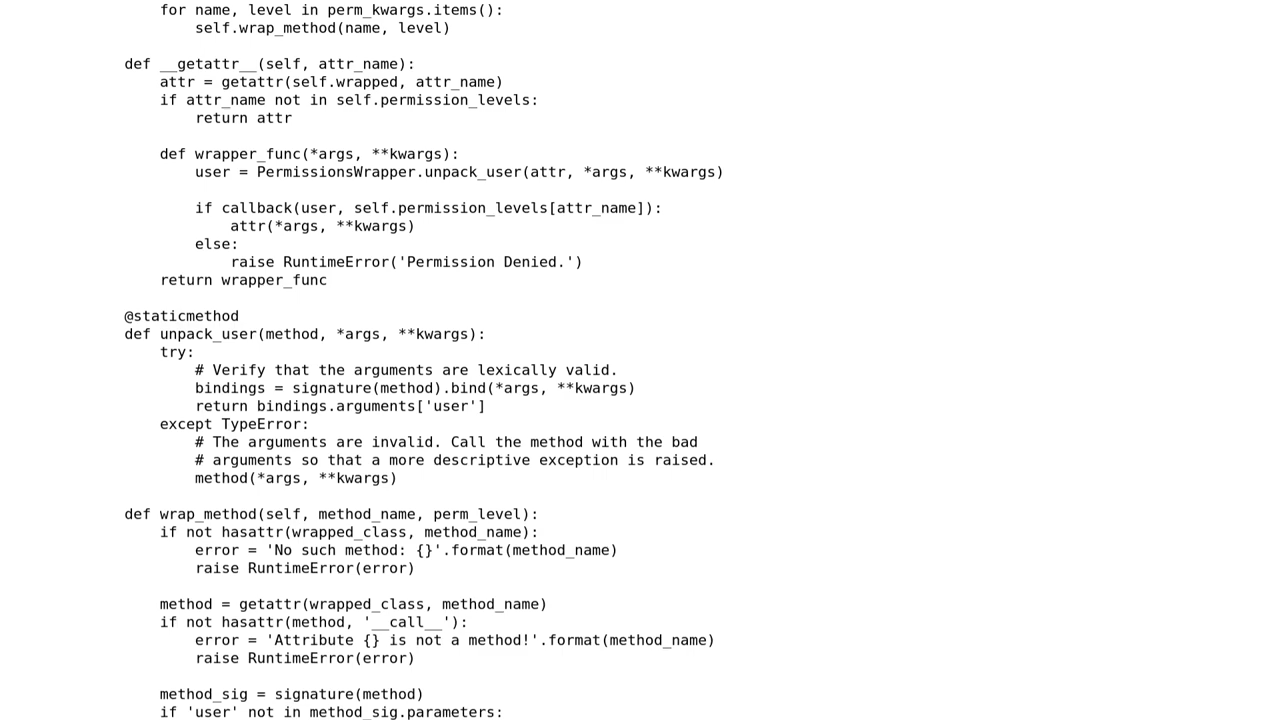 for name, level in perm_kwargs.items():
self.wrap_method(name, level)
def __getattr__(self, attr_name):
attr = getattr(self.wrapped, attr_name)
if attr_name not in self.permission_levels:
return attr
def wrapper_func(*args, **kwargs):
user = PermissionsWrapper.unpack_user(attr, *args, **kwargs)
if callback(user, self.permission_levels[attr_name]):
attr(*args, **kwargs)
else:
raise RuntimeError('Permission Denied.')
return wrapper_func
@staticmethod
def unpack_user(method, *args, **kwargs):
try:
# Verify that the arguments are lexically valid.
bindings = signature(method).bind(*args, **kwargs)
return bindings.arguments['user']
except TypeError:
# The arguments are invalid. Call the method with the bad
# arguments so that a more descriptive exception is raised.
method(*args, **kwargs)
def wrap_method(self, method_name, perm_level):
if not hasattr(wrapped_class, method_name):
error = 'No such method: {}'.format(method_name)
raise RuntimeError(error)
method = getattr(wrapped_class, method_name)
if not hasattr(method, '__call__'):
error = 'Attribute {} is not a method!'.format(method_name)
raise RuntimeError(error)
method_sig = signature(method)
if 'user' not in method_sig.parameters: